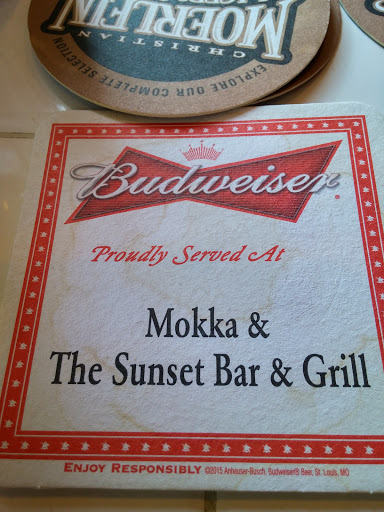 EXPLORE OUR COMPLETE SELECTION
CHRISTIAN
MOERLEIN
Budweiser
Proudly Served At
Mokka &
The Sunset Bar & Grill
ENJOY RESPONSIBLY ©2015 Anheuser-Busch, Budweiser® Beer, St. Louis, MO